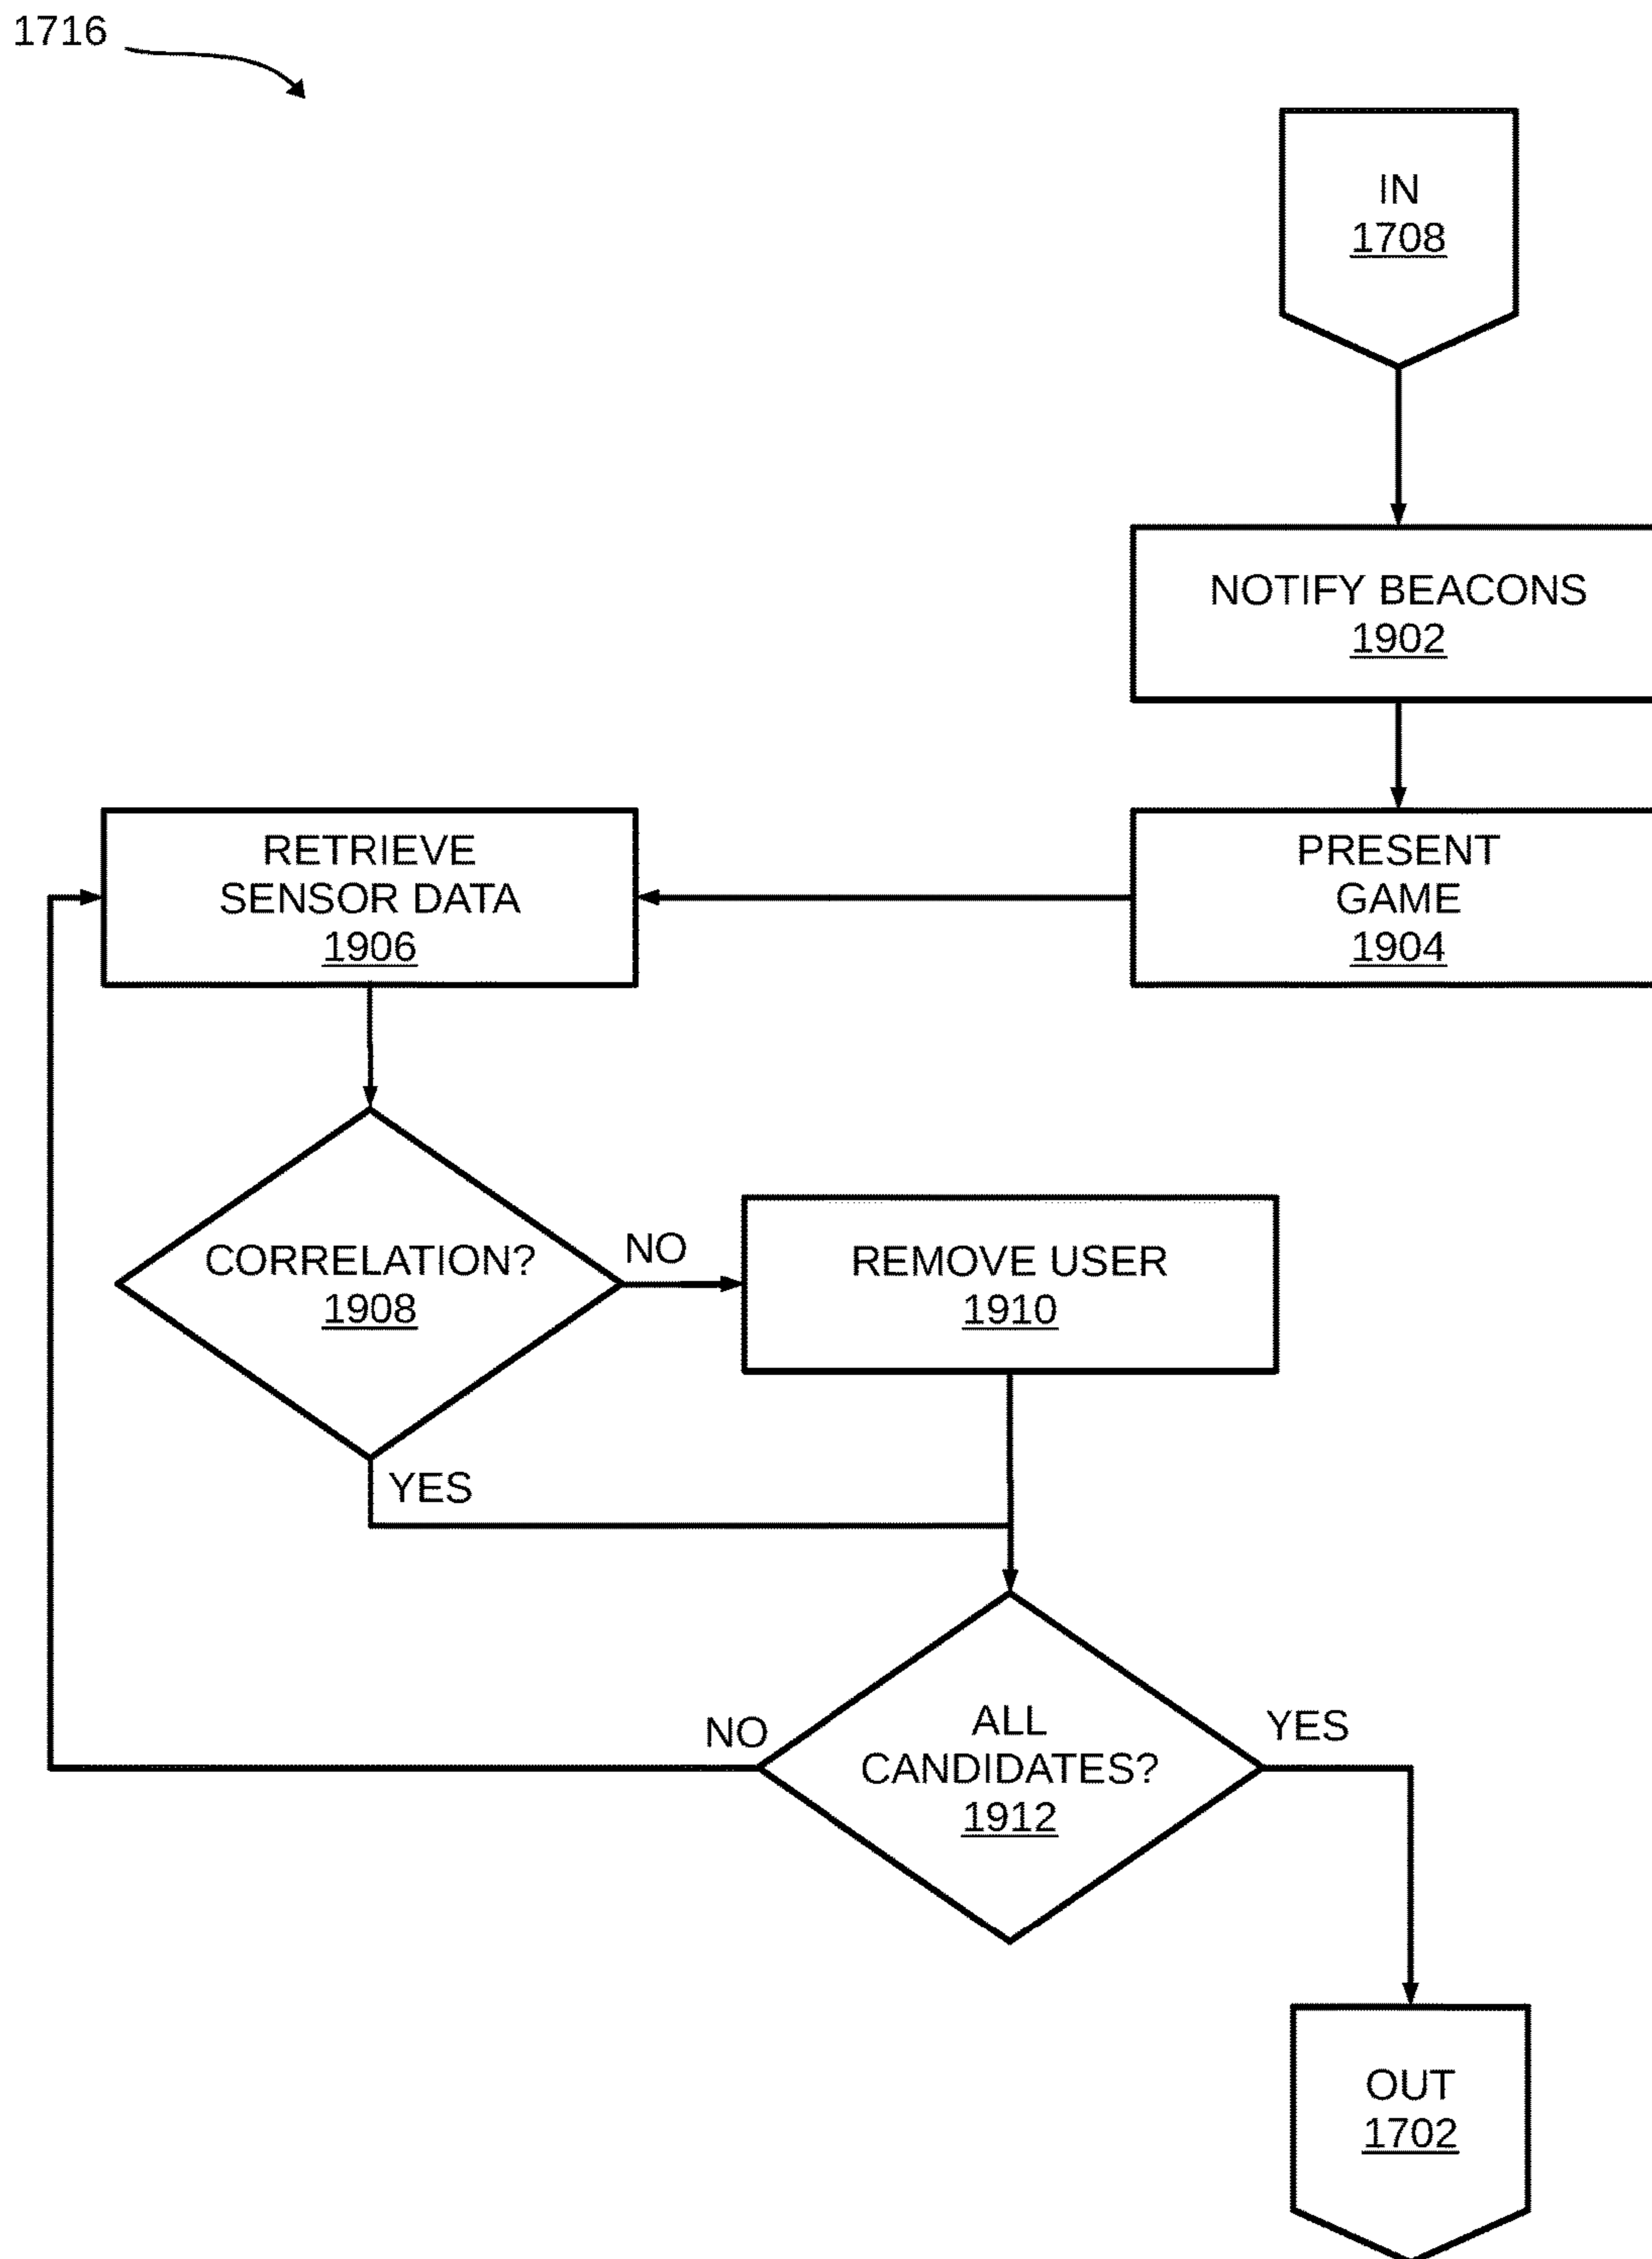 1716
IN
1708
NOTIFY BEACONS
1902
PRESENT
GAME
1904
RETRIEVE
SENSOR DATA
1906
CORRELATION?
1908
NO
REMOVE USER
1910
YES
ALL
CANDIDATES?
1912
NO
YES
OUT
1702